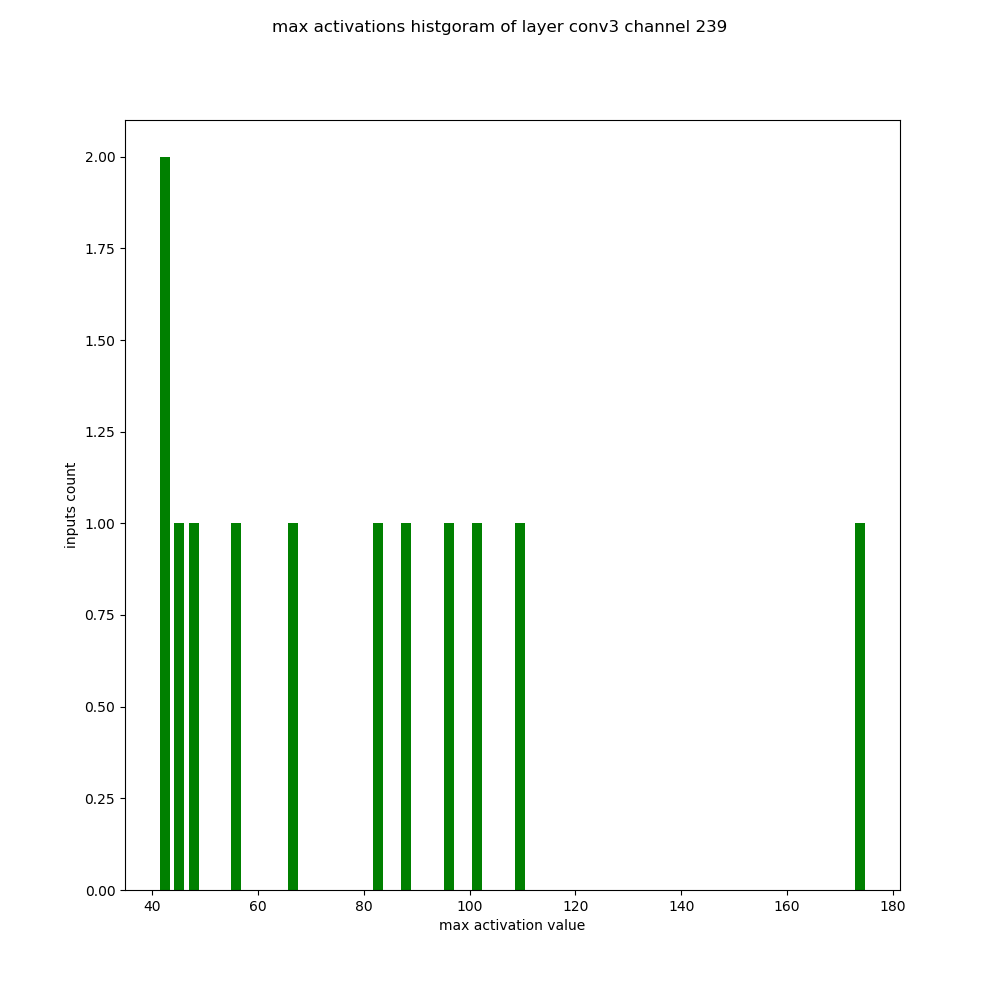 max activations histgoram of layer conv3 channel 239
2.00
1.75
1.50
1.25
1.00
0.75
0.50
0.25
0.00
inputs count
40 60 80 100 120 140 160 180
max activation value